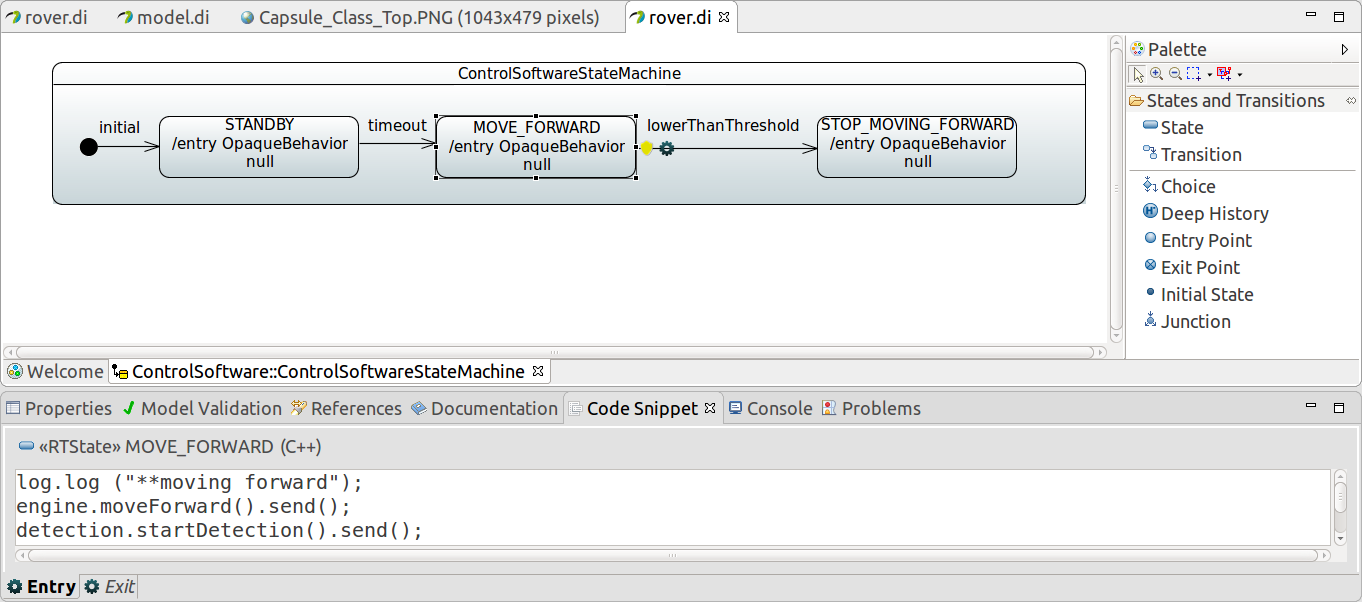 rover.di model.di Capsule_Class_Top.PNG (1043x479 pixels) rover.di
ControlSoftwareStateMachine
initial
STANDBY
/entry OpaqueBehavior
null
timeout
MOVE_FORWARD
/entry OpaqueBehavior
null
lowerThanThreshold
STOP_MOVING_FORWARD
/entry OpaqueBehavior
null
Palette
States and Transitions
State
Transition
Choice
Deep History
Entry Point
Exit Point
Initial State
Junction
Welcome ControlSoftware::ControlSoftwareStateMachine
Properties Model Validation References Documentation Code Snippet Console Problems
«RTState» MOVE_FORWARD (C++)
log.log ("**moving forward");
engine.moveForward().send();
detection.startDetection().send();
Entry Exit